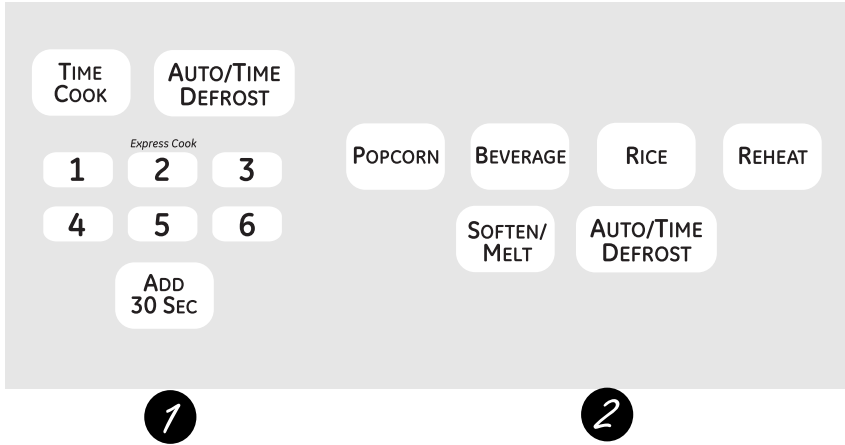 TIME
COOK
AUTO/TIME
DEFROST
Express Cook
1 2 3
4 5 6
ADD
30 SEC
POPCORN BEVERAGE RICE REHEAT
SOFTEN/
MELT
AUTO/TIME
DEFROST
1
2